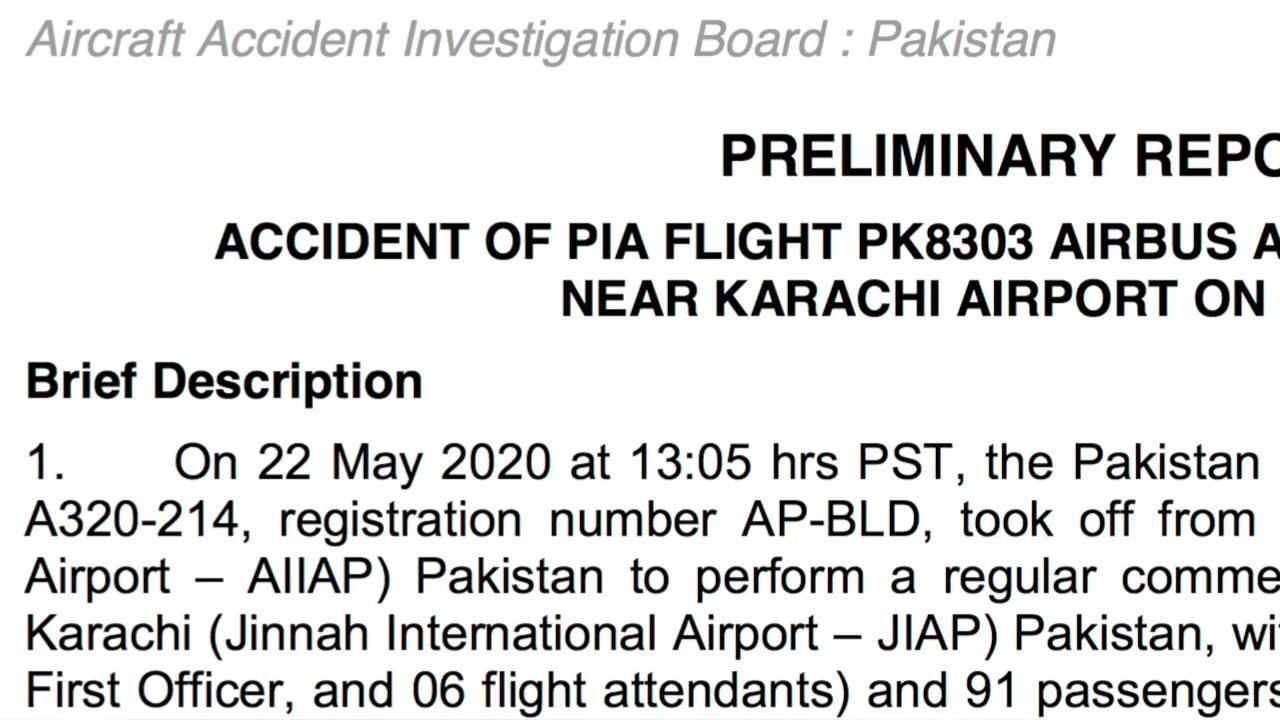 Aircraft Accident Investigation Board : Pakistan
PRELIMINARY REPO
ACCIDENT OF PIA FLIGHT PK8303 AIRBUS A
NEAR KARACHI AIRPORT ON
Brief Description
1. On 22 May 2020 at 13:05 hrs PST, the Pakistan
A320-214, registration number AP-BLD, took off from
Airport – AIIAP) Pakistan to perform a regular comme
Karachi (Jinnah International Airport – JIAP) Pakistan, wit
First Officer, and 06 flight attendants) and 91 passengers